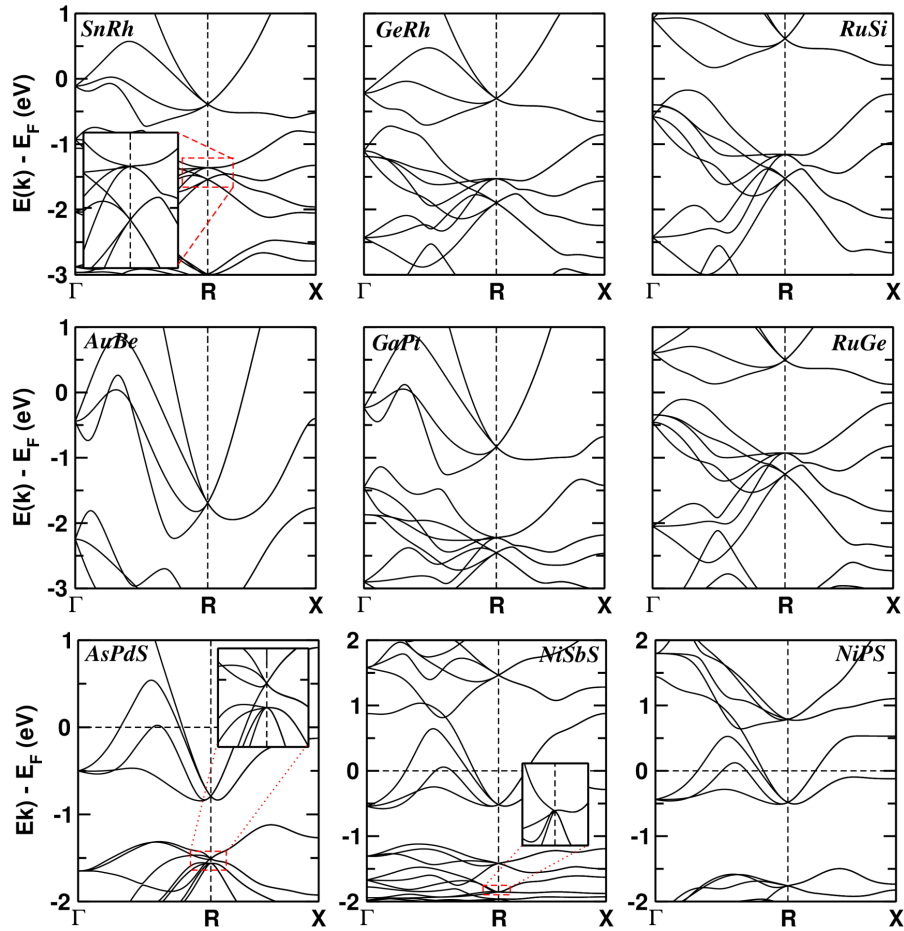 SnRh GeRh RuSi
E(k) - E_F (eV)
0
-1
-2
-3
Γ R X Γ R X Γ R X
AuBe GaPt RuGe
E(k) - E_F (eV)
1
0
-1
-2
-3
Γ R X Γ R X Γ R X
AsPdS NiSbS NiPS
Ek) - E_F (eV)
1 2 2
0 1 1
-1 0 0
-2 -1 -1
-2 -2
Γ R X Γ R X Γ R X